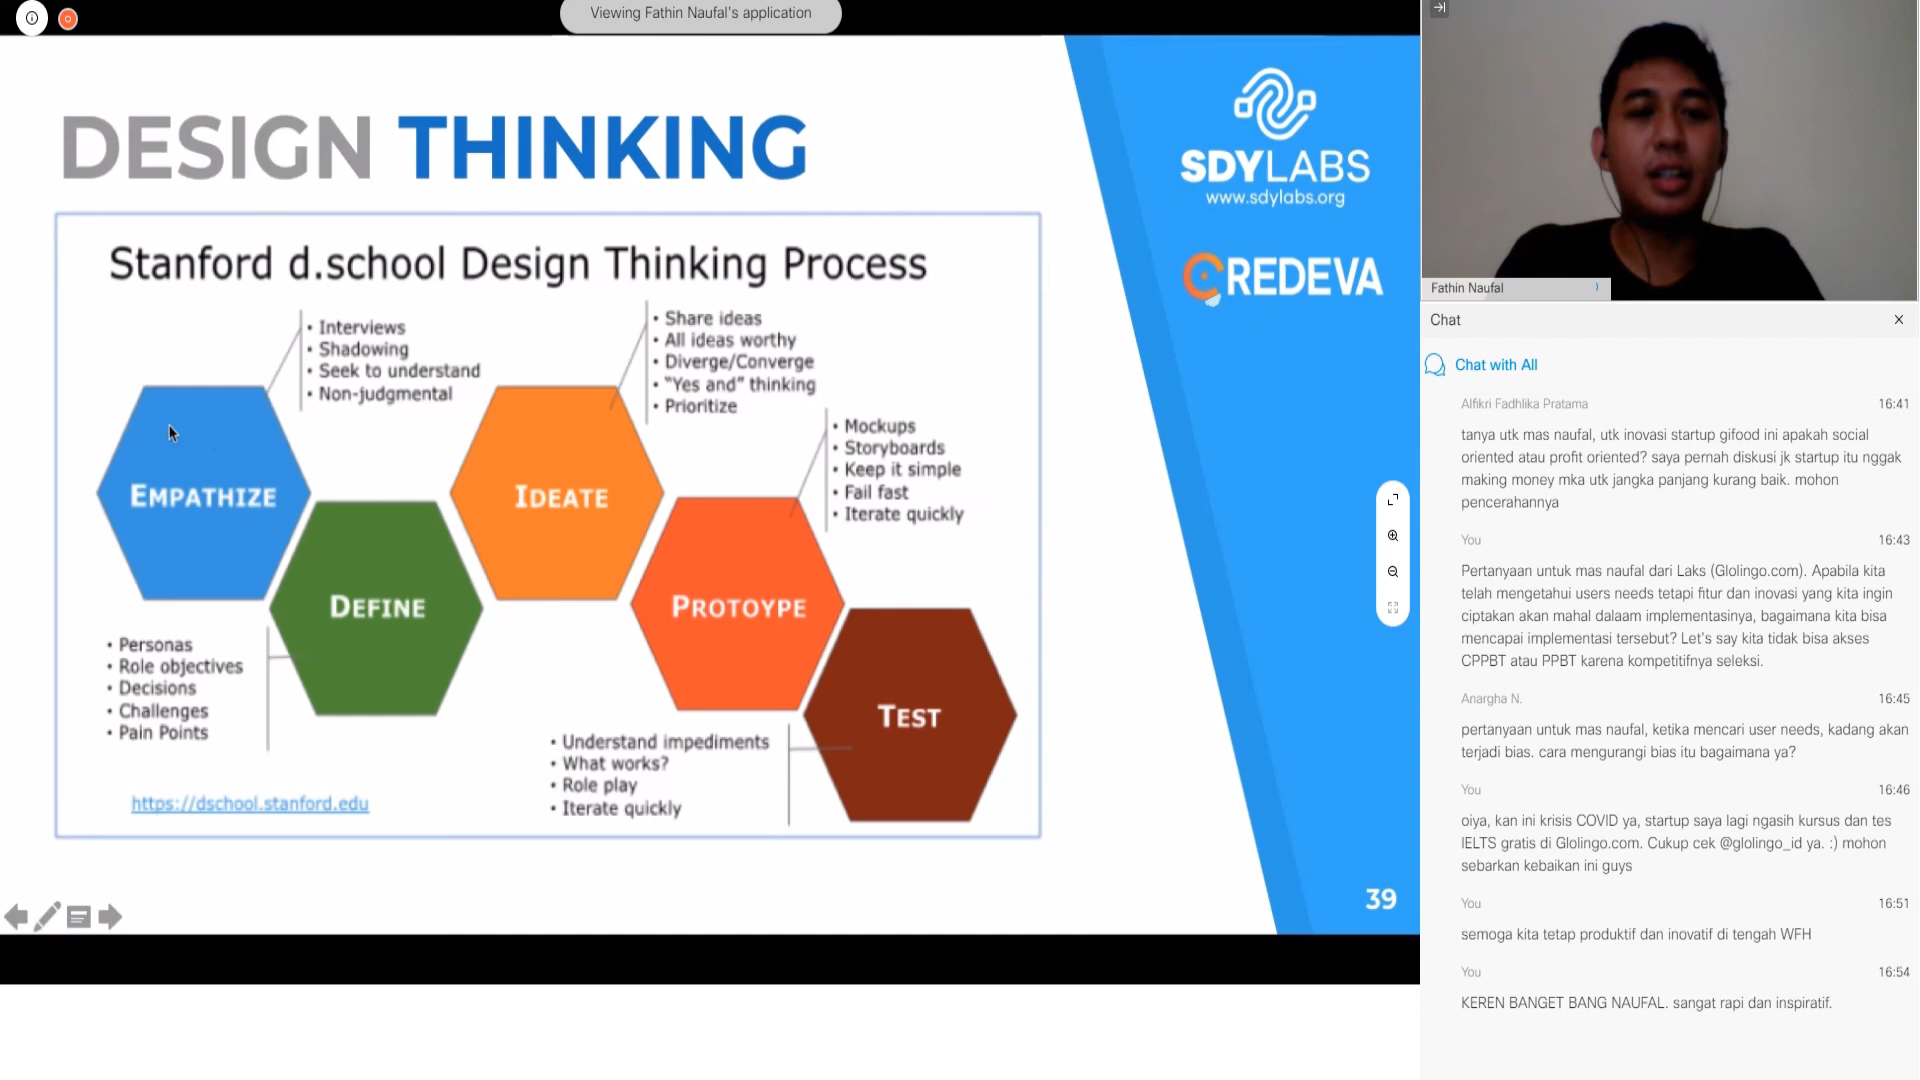 Viewing Fathin Naufal's application
DESIGN THINKING
SDYLABS
www.sdylabs.org
CREDEVA
Stanford d.school Design Thinking Process
• Interviews
• Shadowing
• Seek to understand
• Non-judgmental
• Share ideas
• All ideas worthy
• Diverge/Converge
• “Yes and” thinking
• Prioritize
• Mockups
• Storyboards
• Keep it simple
• Fail fast
• Iterate quickly
EMPATHIZE
DEFINE
IDEATE
PROTOYPE
TEST
• Personas
• Role objectives
• Decisions
• Challenges
• Pain Points
• Understand impediments
• What works?
• Role play
• Iterate quickly
https://dschool.stanford.edu
39
Fathin Naufal
Chat
Chat with All
Alfikri Fadhlika Pratama 16:41
tanya utk mas naufal, utk inovasi startup gifood ini apakah social
oriented atau profit oriented? saya pernah diskusi jk startup itu nggak
making money mka utk jangka panjang kurang baik. mohon
pencerahannya
You 16:43
Pertanyaan untuk mas naufal dari Laks (Glolingo.com). Apabila kita
telah mengetahui users needs tetapi fitur dan inovasi yang kita ingin
ciptakan akan mahal dalaam implementasinya, bagaimana kita bisa
mencapai implementasi tersebut? Let's say kita tidak bisa akses
CPPBT atau PPBT karena kompetitifnya seleksi.
Anargha N. 16:45
pertanyaan untuk mas naufal, ketika mencari user needs, kadang akan
terjadi bias. cara mengurangi bias itu bagaimana ya?
You 16:46
oiya, kan ini krisis COVID ya, startup saya lagi ngasih kursus dan tes
IELTS gratis di Glolingo.com. Cukup cek @glolingo_id ya. :) mohon
sebarkan kebaikan ini guys
You 16:51
semoga kita tetap produktif dan inovatif di tengah WFH
You 16:54
KEREN BANGET BANG NAUFAL. sangat rapi dan inspiratif.